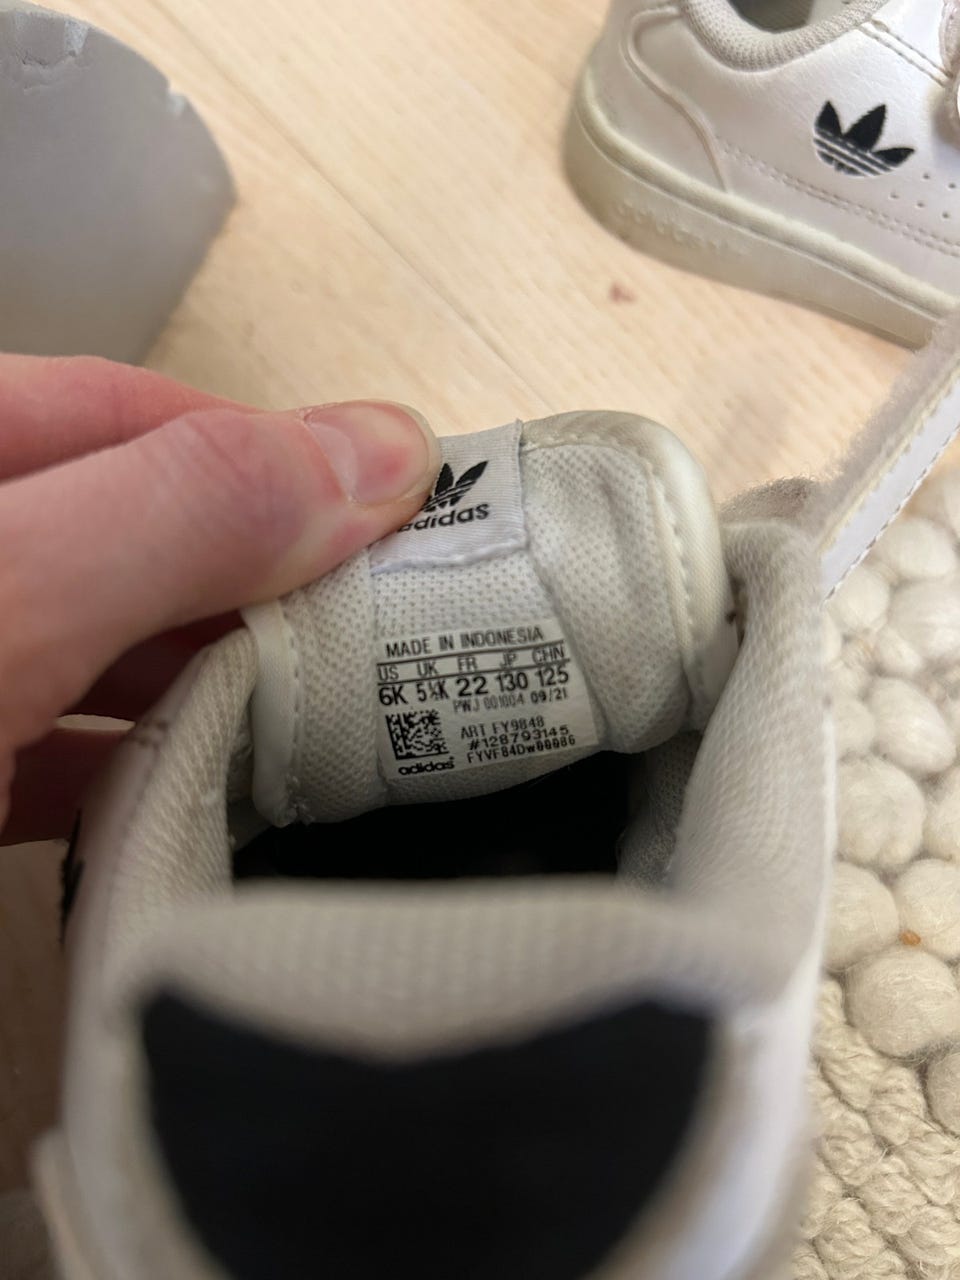 adidas
MADE IN INDONESIA
US UK FR JP CHN
6K 5½K 22 130 125
PWJ 001004 09/21
ART FY9848
#128793145
FYVF84Dw00086
adidas